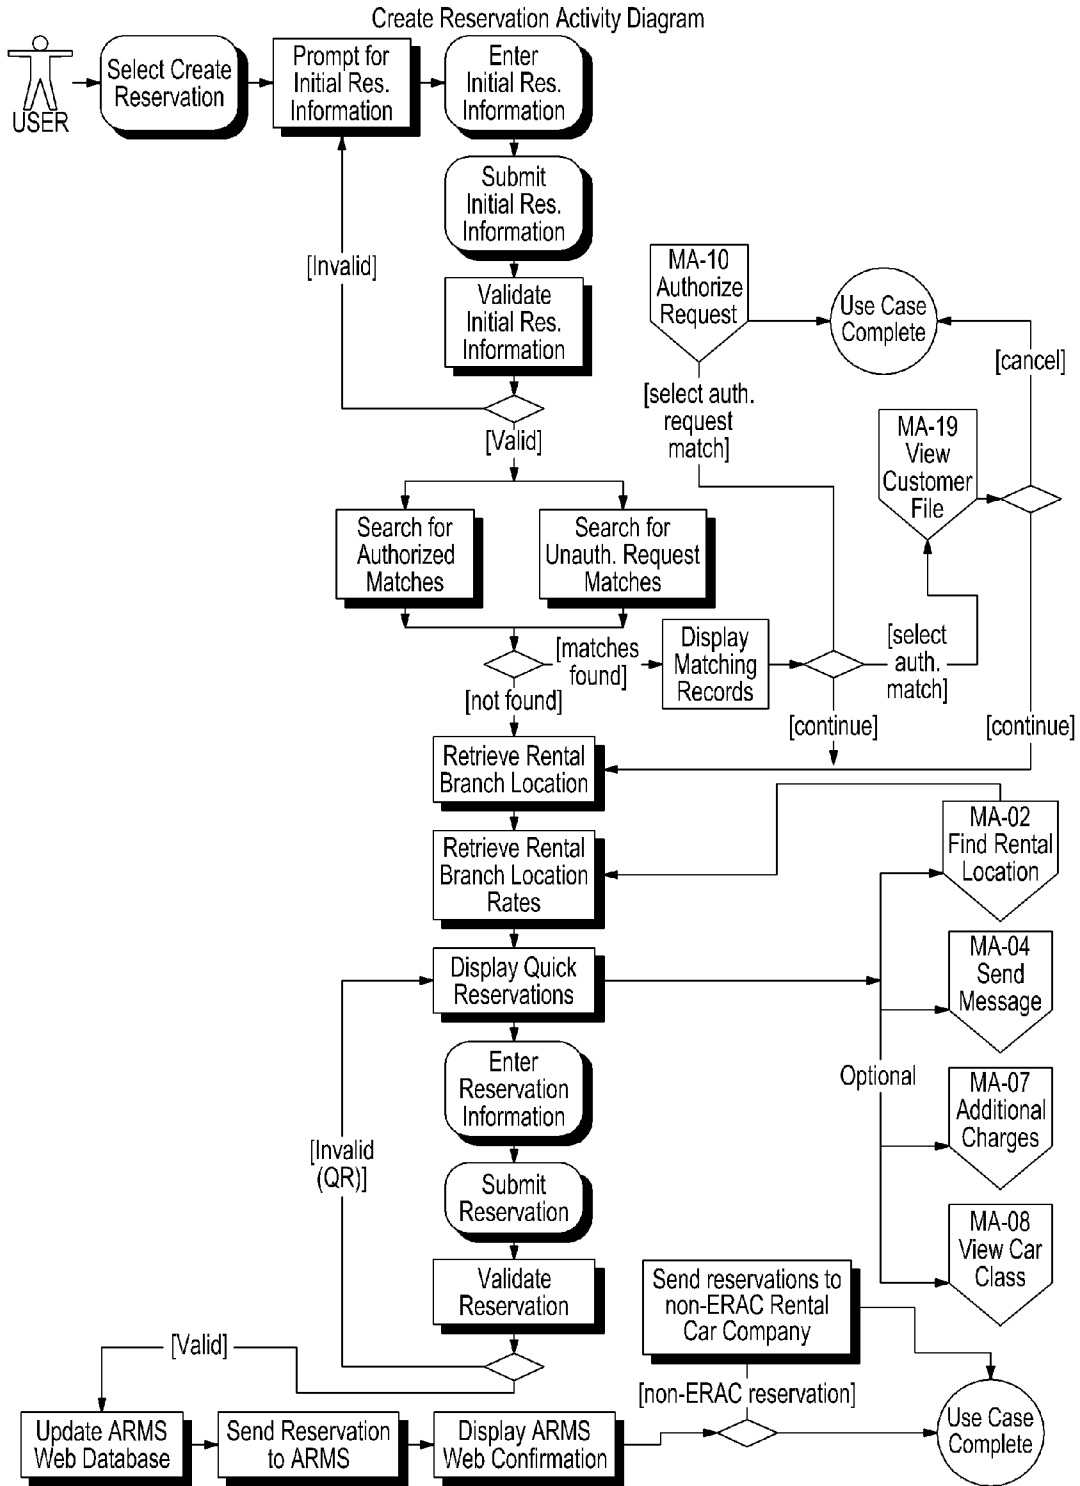 Create Reservation Activity Diagram
USER
Select Create
Reservation
Prompt for
Initial Res.
Information
Enter
Initial Res.
Information
Submit
Initial Res.
Information
[Invalid]
Validate
Initial Res.
Information
[Valid]
MA-10
Authorize
Request
Use Case
Complete
[cancel]
[select auth.
request
match]
MA-19
View
Customer
File
Search for
Authorized
Matches
Search for
Unauth. Request
Matches
[matches
found]
Display
Matching
Records
[select
auth.
match]
[not found]
[continue]
[continue]
Retrieve Rental
Branch Location
Retrieve Rental
Branch Location
Rates
MA-02
Find Rental
Location
Display Quick
Reservations
MA-04
Send
Message
Optional
MA-07
Additional
Charges
MA-08
View Car
Class
Enter
Reservation
Information
[Invalid
(QR)]
Submit
Reservation
Validate
Reservation
[Valid]
Send reservations to
non-ERAC Rental
Car Company
[non-ERAC reservation]
Update ARMS
Web Database
Send Reservation
to ARMS
Display ARMS
Web Confirmation
Use Case
Complete